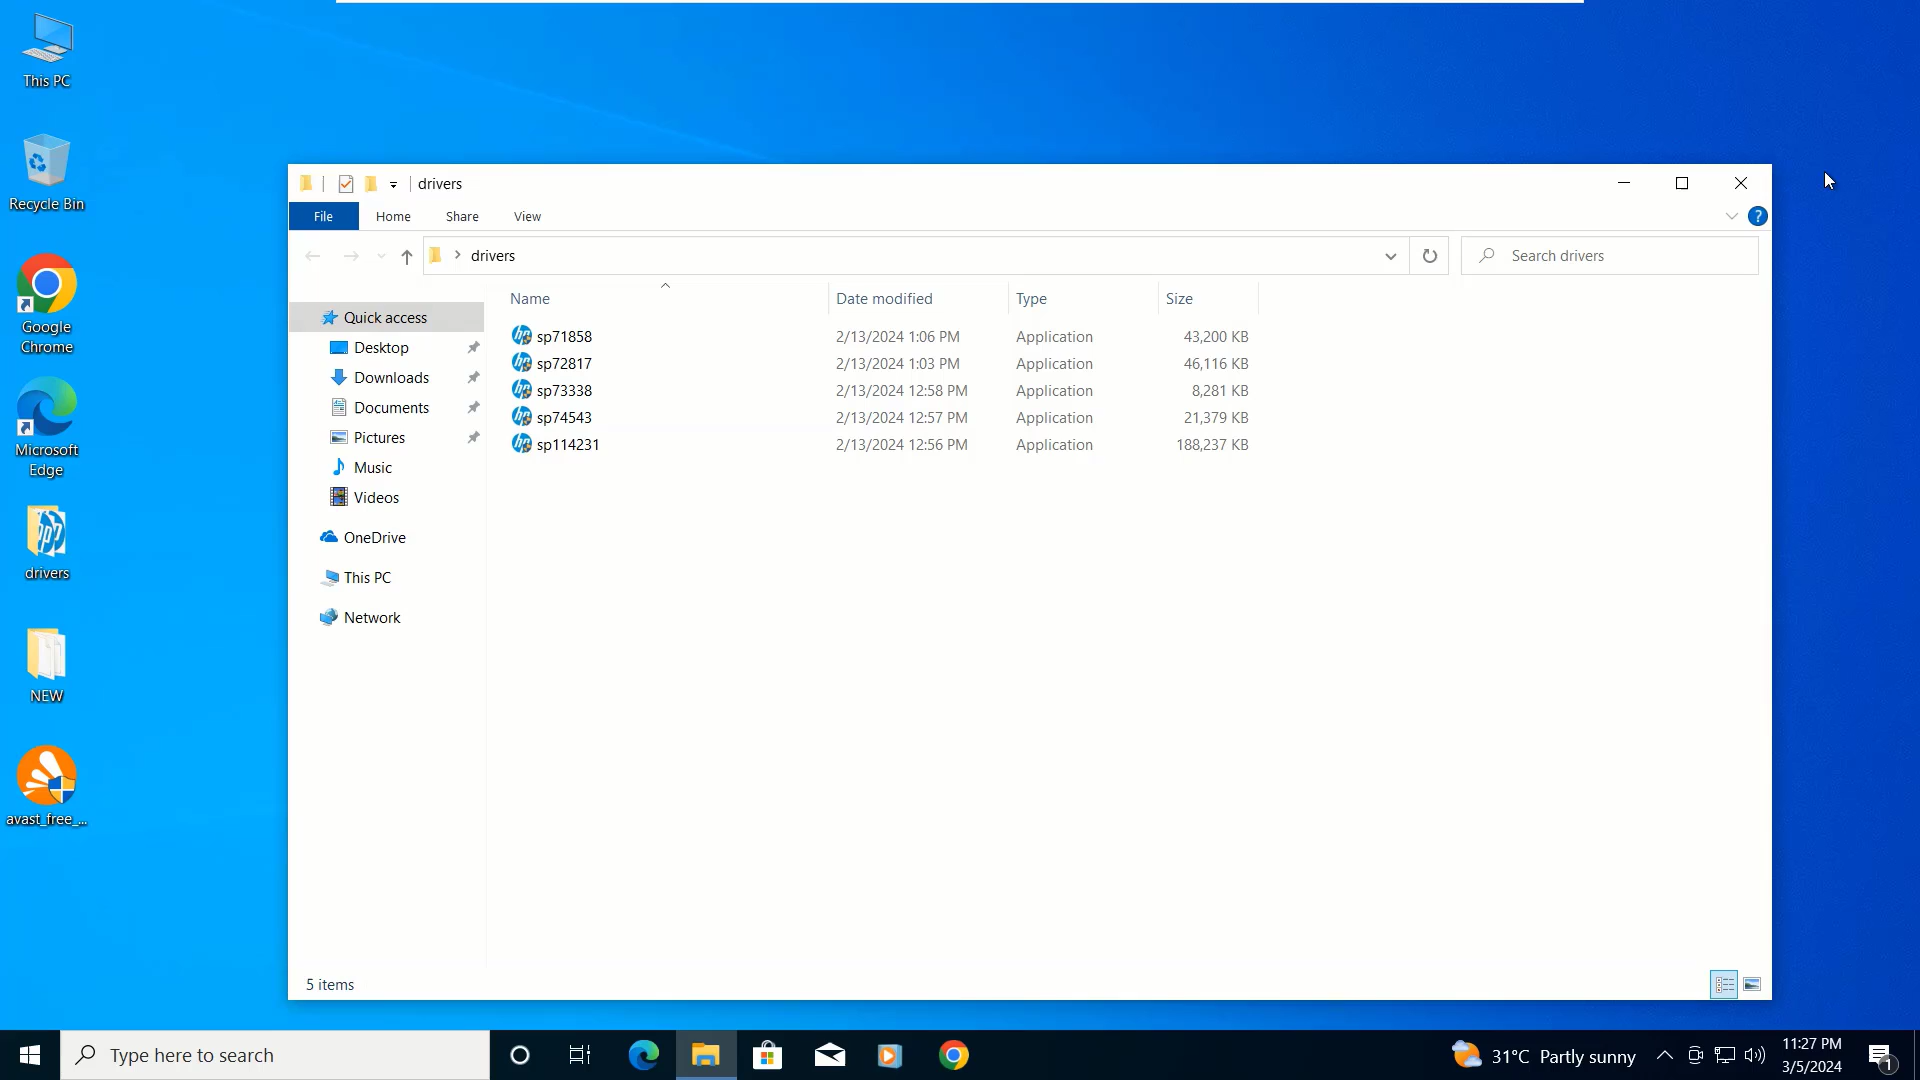 This PC
Recycle Bin
Google
Chrome
Microsoft
Edge
drivers
NEW
avast_free_...
drivers
File Home Share View
drivers
Search drivers
Quick access
Desktop
Downloads
Documents
Pictures
Music
Videos
OneDrive
This PC
Network
Name Date modified Type Size
sp71858 2/13/2024 1:06 PM Application 43,200 KB
sp72817 2/13/2024 1:03 PM Application 46,116 KB
sp73338 2/13/2024 12:58 PM Application 8,281 KB
sp74543 2/13/2024 12:57 PM Application 21,379 KB
sp114231 2/13/2024 12:56 PM Application 188,237 KB
5 items
Type here to search
31°C Partly sunny
11:27 PM
3/5/2024
1